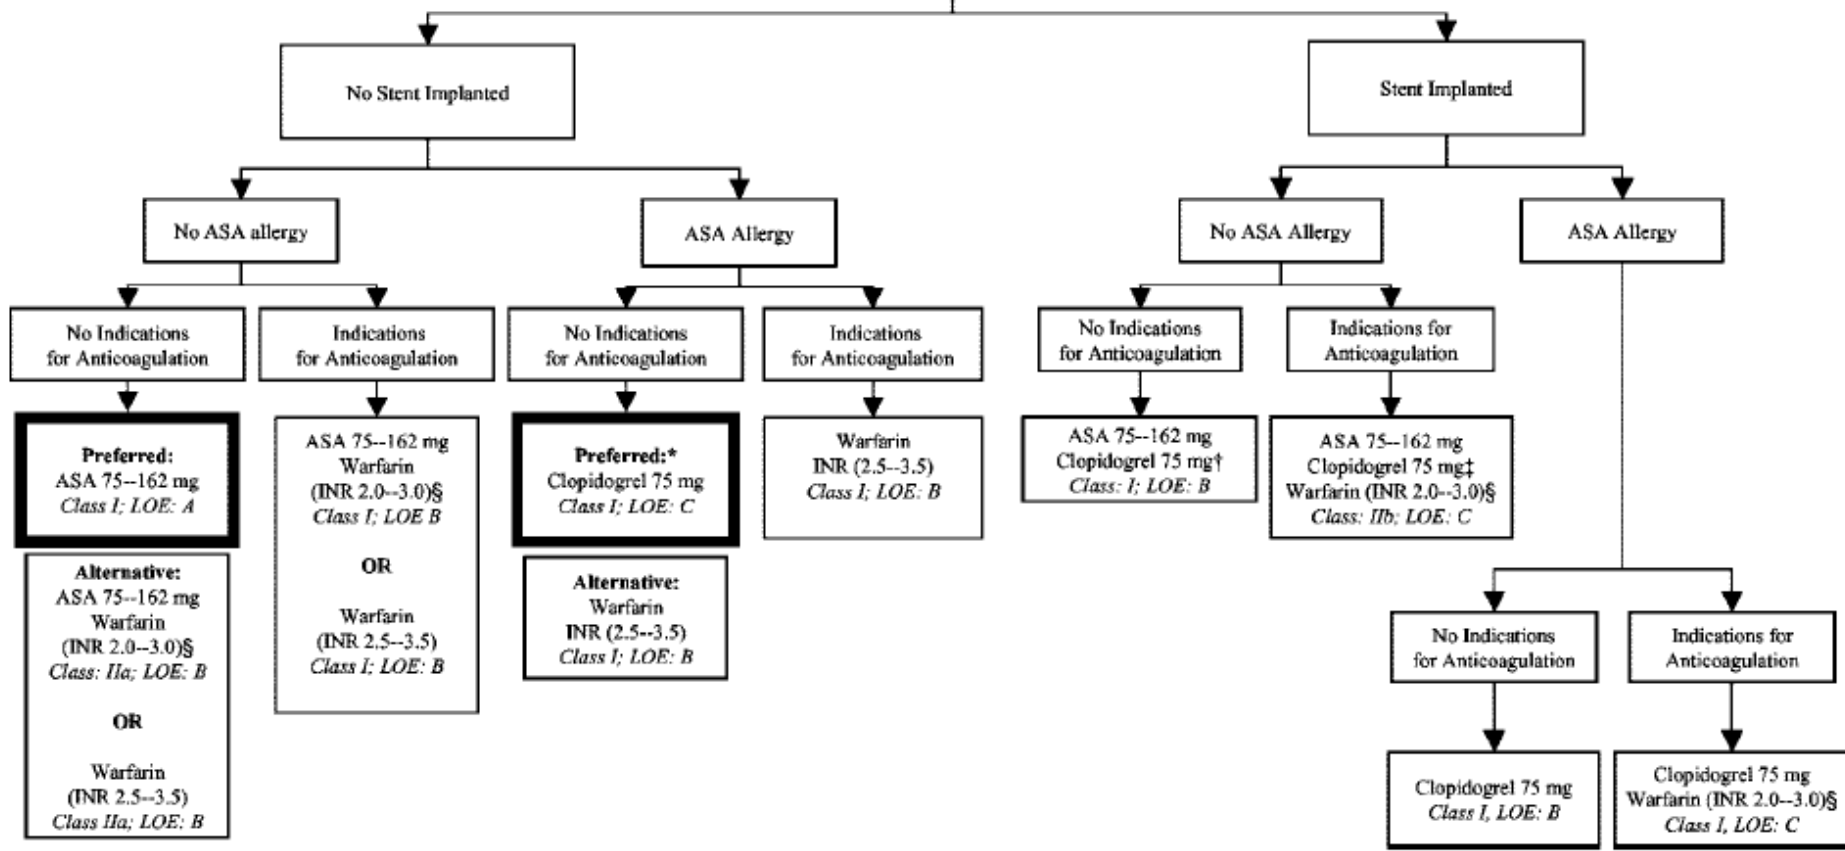 No Stent Implanted
Stent Implanted
No ASA allergy
ASA Allergy
No ASA Allergy
ASA Allergy
No Indications
for Anticoagulation
Indications
for Anticoagulation
No Indications
for Anticoagulation
Indications
for Anticoagulation
No Indications
for Anticoagulation
Indications for
Anticoagulation
Preferred:
ASA 75--162 mg
Class I; LOE: A
ASA 75--162 mg
Warfarin
(INR 2.0--3.0)§
Class I; LOE B
OR
Warfarin
(INR 2.5--3.5)
Class I; LOE: B
Preferred:*
Clopidogrel 75 mg
Class I; LOE: C
Warfarin
INR (2.5--3.5)
Class I; LOE: B
ASA 75--162 mg
Clopidogrel 75 mg†
Class: I; LOE: B
ASA 75--162 mg
Clopidogrel 75 mg‡
Warfarin (INR 2.0--3.0)§
Class: IIb; LOE: C
Alternative:
ASA 75--162 mg
Warfarin
(INR 2.0--3.0)§
Class: IIa; LOE: B
OR
Warfarin
(INR 2.5--3.5)
Class IIa; LOE: B
Alternative:
Warfarin
INR (2.5--3.5)
Class I; LOE: B
No Indications
for Anticoagulation
Indications for
Anticoagulation
Clopidogrel 75 mg
Class I, LOE: B
Clopidogrel 75 mg
Warfarin (INR 2.0--3.0)§
Class I, LOE: C